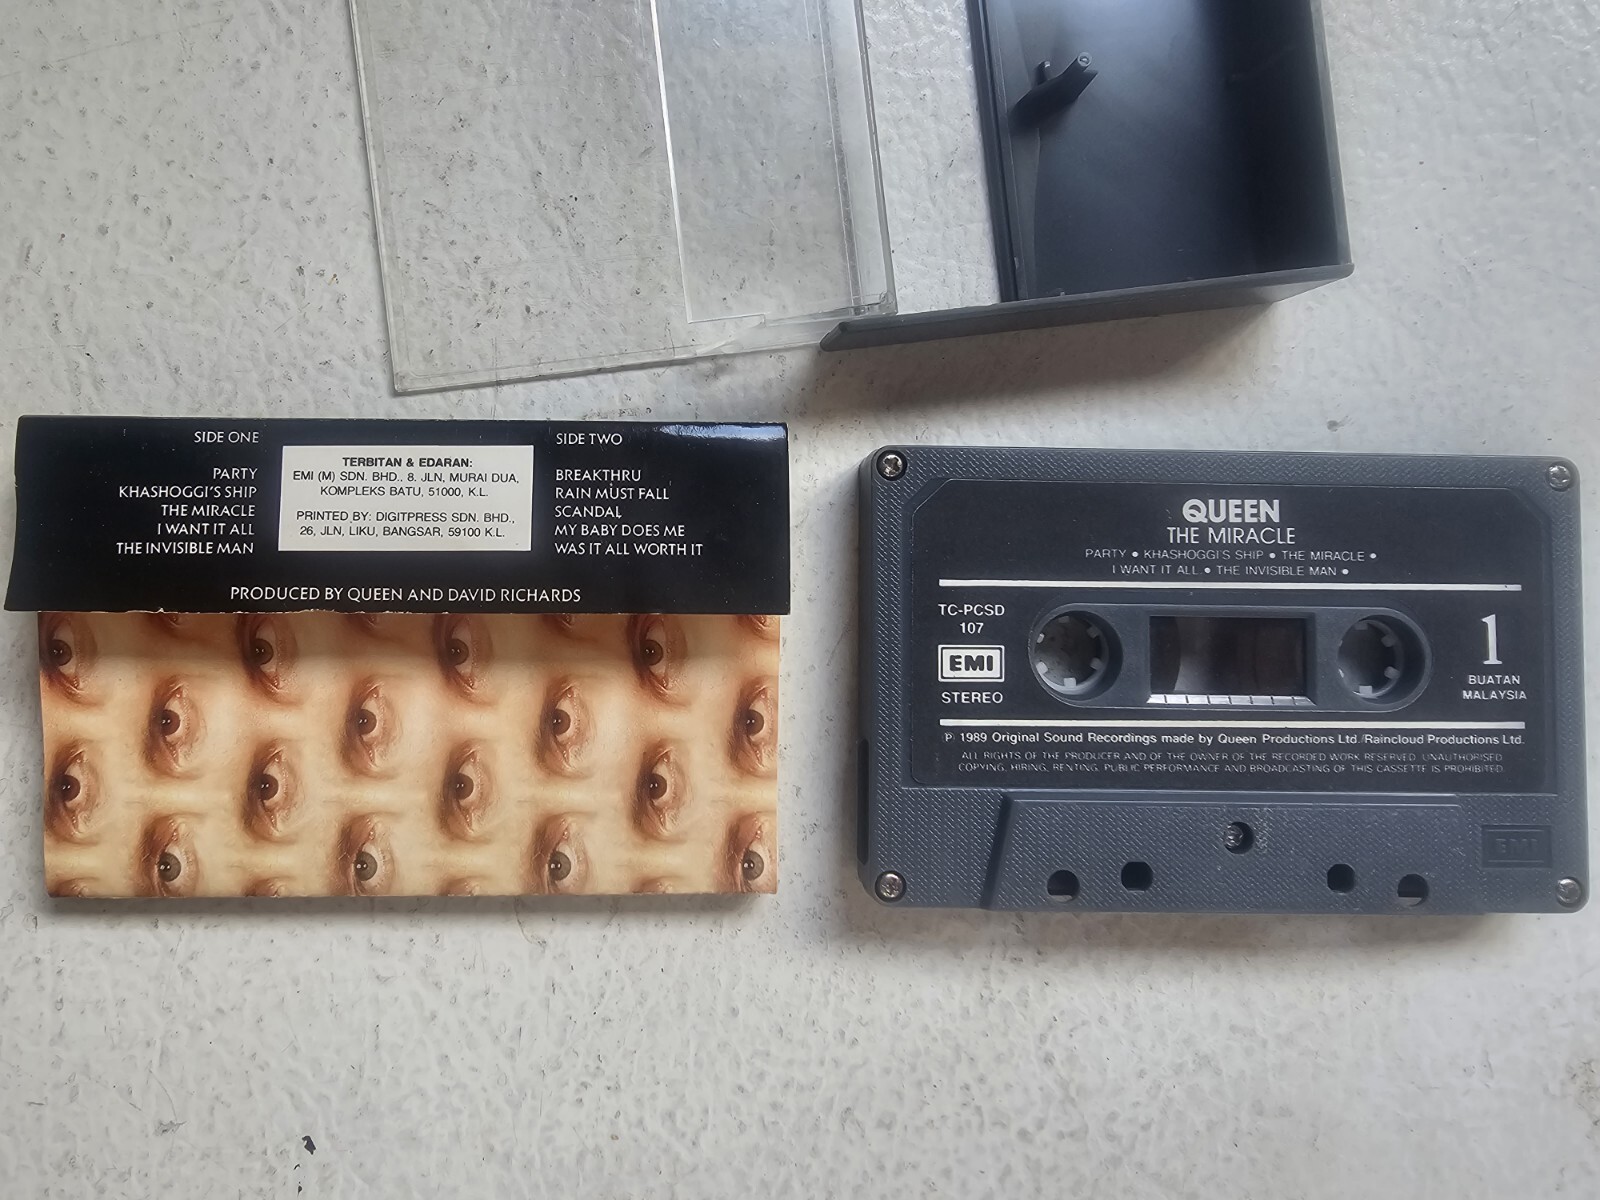 SIDE ONE
PARTY
KHASHOGGI'S SHIP
THE MIRACLE
I WANT IT ALL
THE INVISIBLE MAN
TERBITAN & EDARAN:
EMI (M) SDN. BHD.. 8. JLN, MURAI DUA,
KOMPLEKS BATU, 51000, K.L.
PRINTED BY: DIGITPRESS SDN. BHD.,
26, JLN, LIKU, BANGSAR, 59100 K.L.
SIDE TWO
BREAKTHRU
RAIN MUST FALL
SCANDAL
MY BABY DOES ME
WAS IT ALL WORTH IT
PRODUCED BY QUEEN AND DAVID RICHARDS
QUEEN
THE MIRACLE
PARTY • KHASHOGGI'S SHIP • THE MIRACLE •
I WANT IT ALL • THE INVISIBLE MAN •
TC-PCSD
107
EMI
STEREO
1
BUATAN
MALAYSIA
℗ 1989 Original Sound Recordings made by Queen Productions Ltd./Raincloud Productions Ltd.
ALL RIGHTS OF THE PRODUCER AND OF THE OWNER OF THE RECORDED WORK RESERVED. UNAUTHORISED
COPYING, HIRING, RENTING, PUBLIC PERFORMANCE AND BROADCASTING OF THIS CASSETTE IS PROHIBITED.
EMI